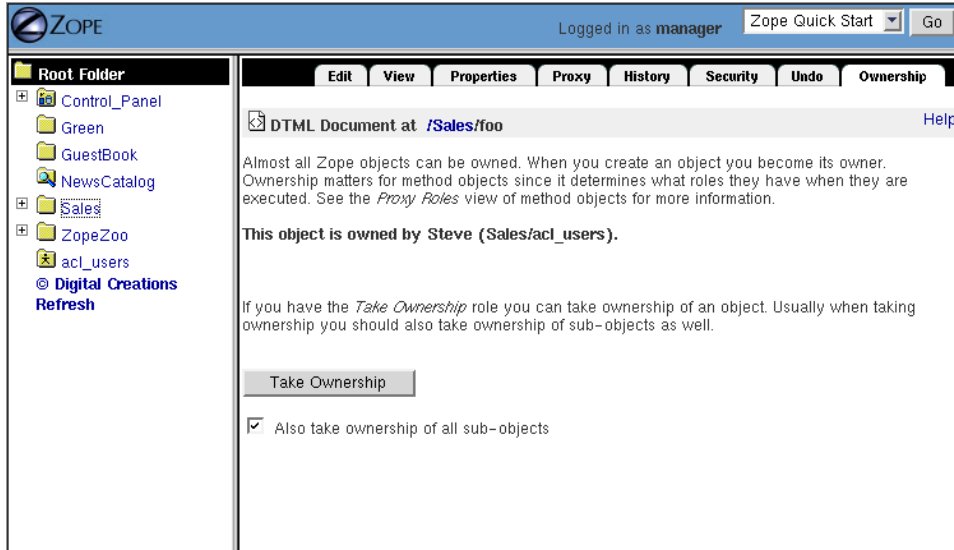 ZOPE
Logged in as manager
Zope Quick Start
Go
Root Folder
Control_Panel
Green
GuestBook
NewsCatalog
Sales
ZopeZoo
acl_users
© Digital Creations
Refresh
Edit View Properties Proxy History Security Undo Ownership
DTML Document at /Sales/foo
Help
Almost all Zope objects can be owned. When you create an object you become its owner.
Ownership matters for method objects since it determines what roles they have when they are
executed. See the Proxy Roles view of method objects for more information.
This object is owned by Steve (Sales/acl_users).
If you have the Take Ownership role you can take ownership of an object. Usually when taking
ownership you should also take ownership of sub-objects as well.
Take Ownership
Also take ownership of all sub-objects